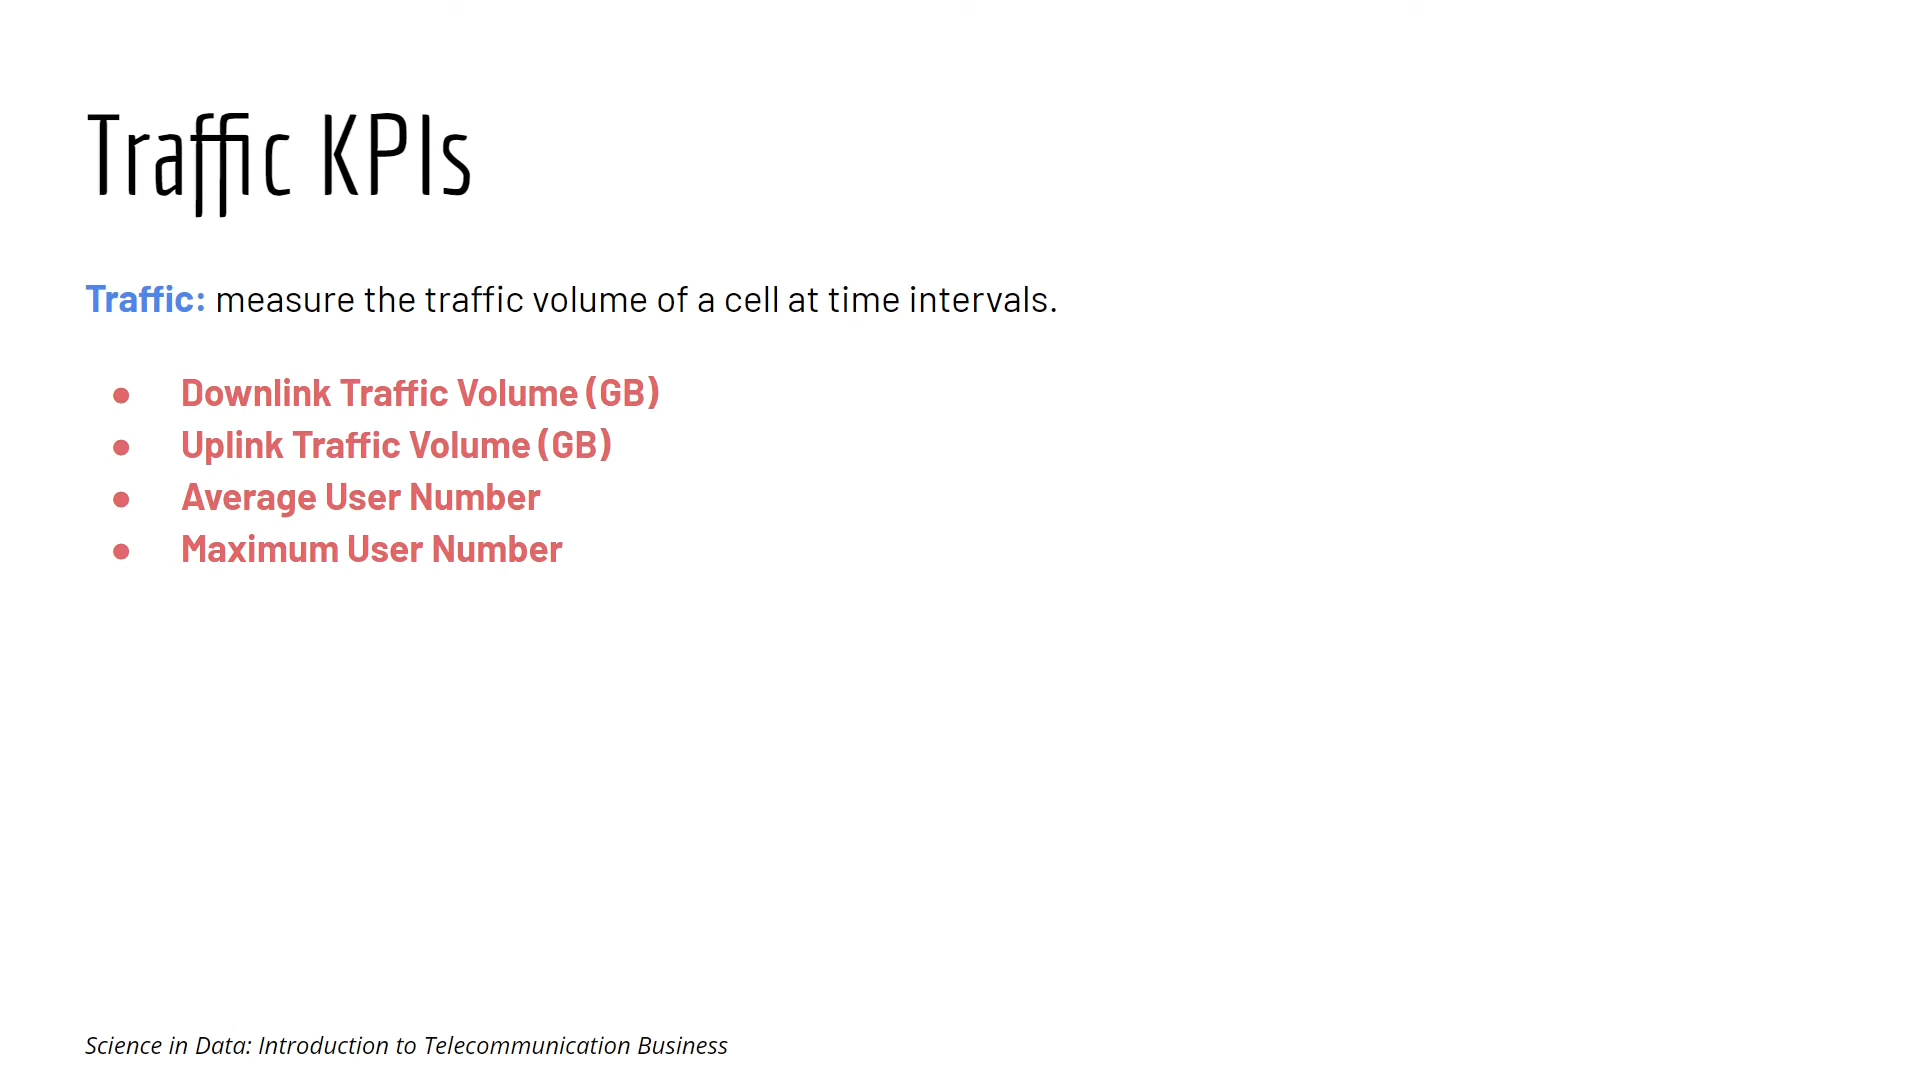 Traffic KPIs
Traffic: measure the traffic volume of a cell at time intervals.
● Downlink Traffic Volume (GB)
● Uplink Traffic Volume (GB)
● Average User Number
● Maximum User Number
Science in Data: Introduction to Telecommunication Business